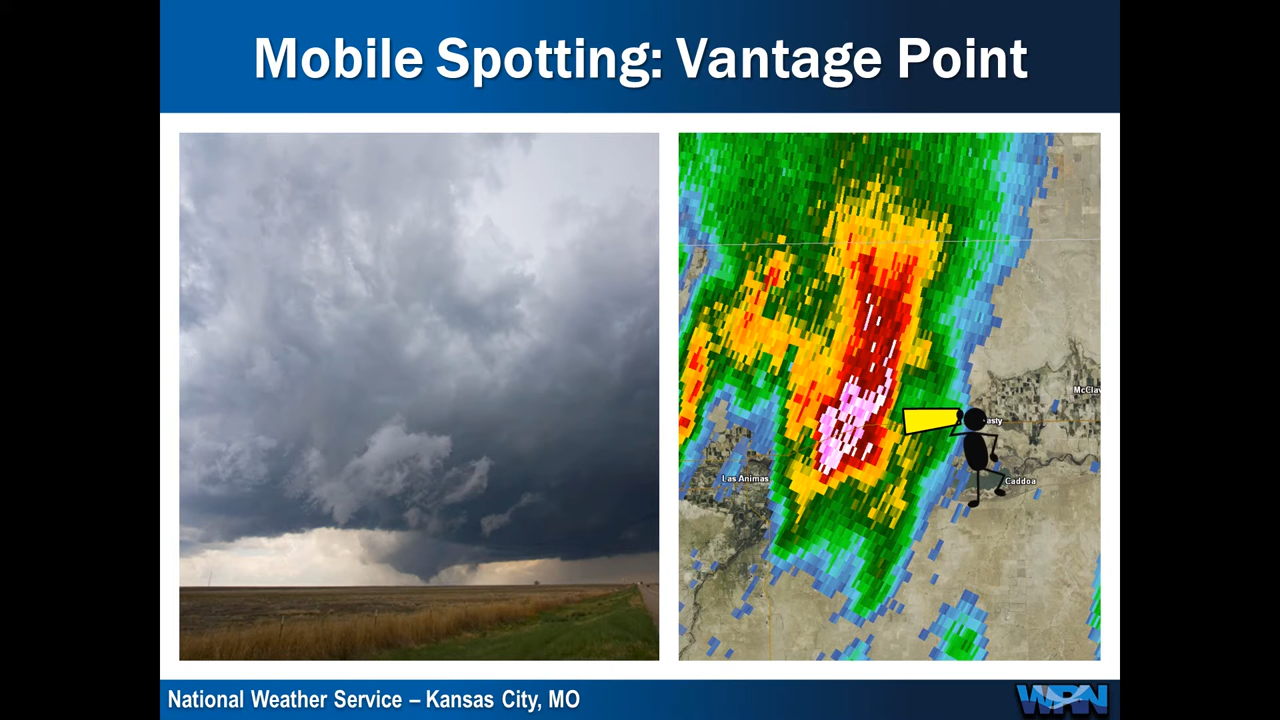 Mobile Spotting: Vantage Point
McClav
asty
Las Animas
Caddoa
National Weather Service – Kansas City, MO
WRN